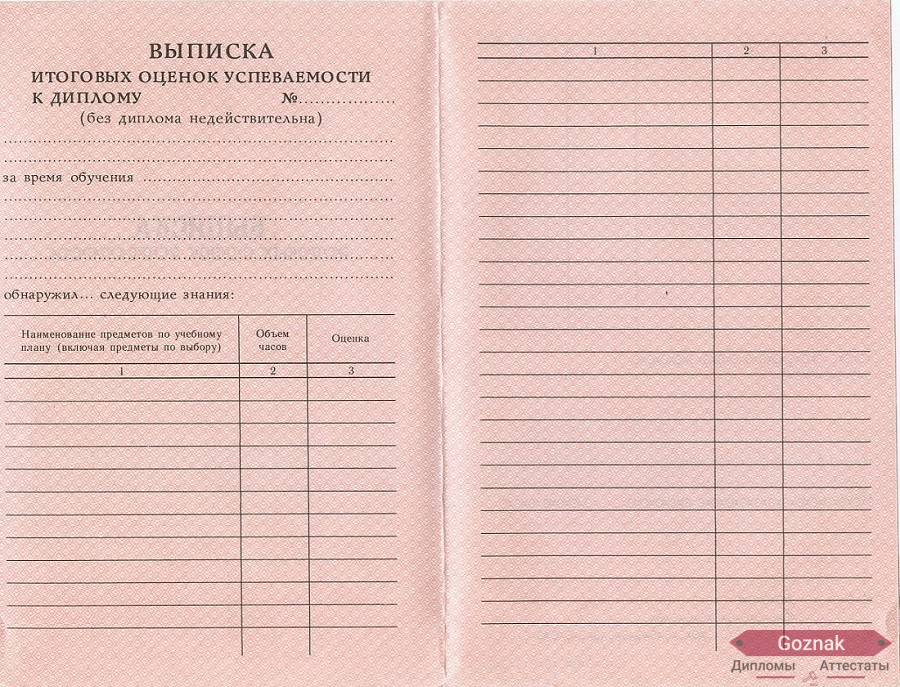 ВЫПИСКА
ИТОГОВЫХ ОЦЕНОК УСПЕВАЕМОСТИ
К ДИПЛОМУ №..................
(без диплома недействительна)
за время обучения
обнаружил... следующие знания:
Наименование предметов по учебному
плану (включая предметы по выбору)
Объем
часов
Оценка
1 2 3
1 2 3
Goznak
Дипломы Аттестаты